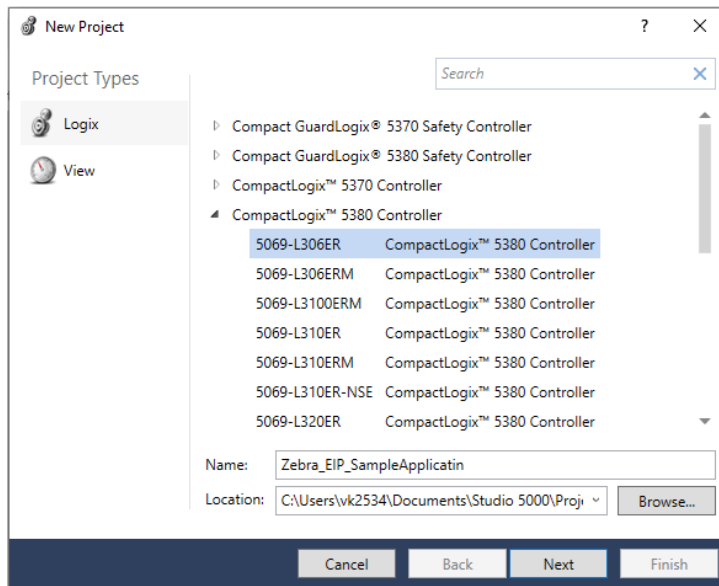 New Project
?
Project Types
Search
Logix
View
Compact GuardLogix® 5370 Safety Controller
Compact GuardLogix® 5380 Safety Controller
CompactLogix™ 5370 Controller
CompactLogix™ 5380 Controller
5069-L306ER CompactLogix™ 5380 Controller
5069-L306ERM CompactLogix™ 5380 Controller
5069-L3100ERM CompactLogix™ 5380 Controller
5069-L310ER CompactLogix™ 5380 Controller
5069-L310ERM CompactLogix™ 5380 Controller
5069-L310ER-NSE CompactLogix™ 5380 Controller
5069-L320ER CompactLogix™ 5380 Controller
Name: Zebra_EIP_SampleApplicatin
Location: C:\Users\vk2534\Documents\Studio 5000\Proj Browse...
Cancel Back Next Finish